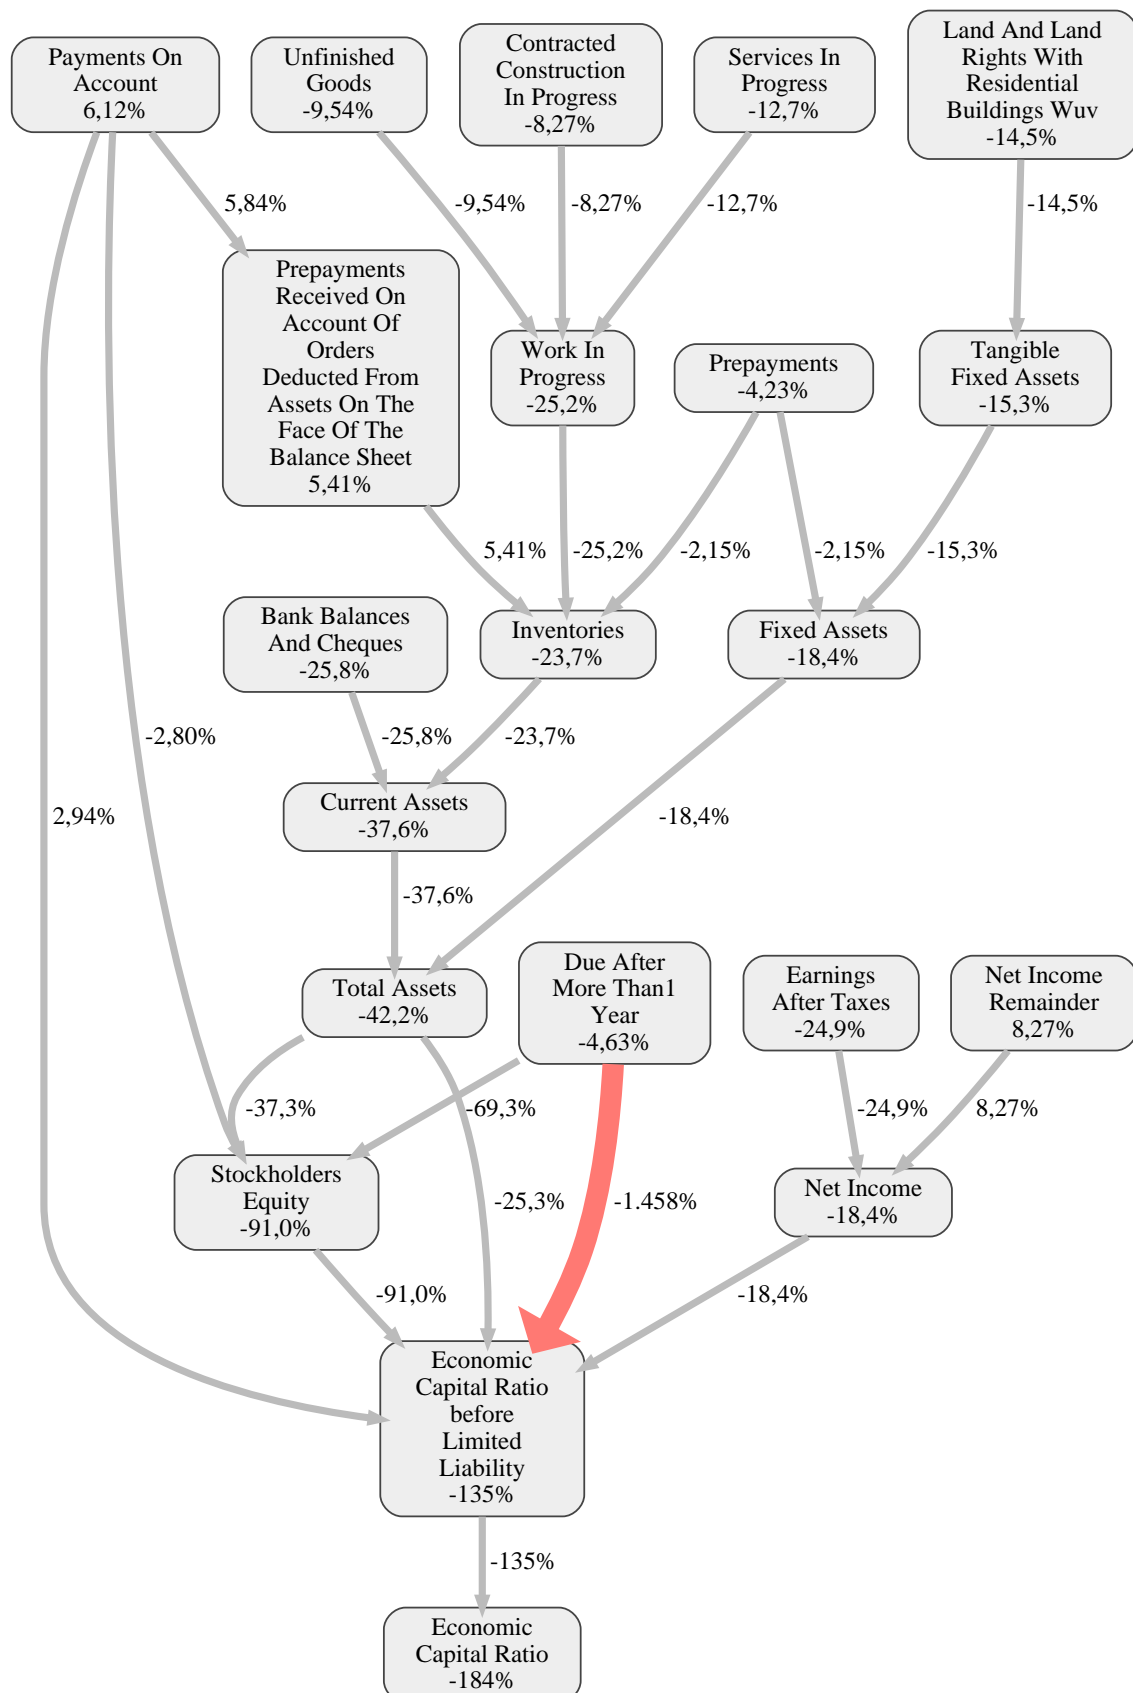 Payments On
Account
6,12%
Unfinished
Goods
-9,54%
Contracted
Construction
In Progress
-8,27%
Services In
Progress
-12,7%
Land And Land
Rights With
Residential
Buildings Wuv
-14,5%
5,84%
-9,54%
-8,27%
-12,7%
-14,5%
Prepayments
Received On
Account Of
Orders
Deducted From
Assets On The
Face Of The
Balance Sheet
5,41%
Work In
Progress
-25,2%
Prepayments
-4,23%
Tangible
Fixed Assets
-15,3%
5,41%
-25,2%
-2,15%
-2,15%
-15,3%
Bank Balances
And Cheques
-25,8%
Inventories
-23,7%
Fixed Assets
-18,4%
-2,80%
-25,8%
-23,7%
2,94%
Current Assets
-37,6%
-18,4%
-37,6%
Total Assets
-42,2%
Due After
More Than1
Year
-4,63%
Earnings
After Taxes
-24,9%
Net Income
Remainder
8,27%
-37,3%
-69,3%
-24,9%
8,27%
Stockholders
Equity
-91,0%
-25,3%
-1.458%
Net Income
-18,4%
-91,0%
-18,4%
Economic
Capital Ratio
before
Limited
Liability
-135%
-135%
Economic
Capital Ratio
-184%